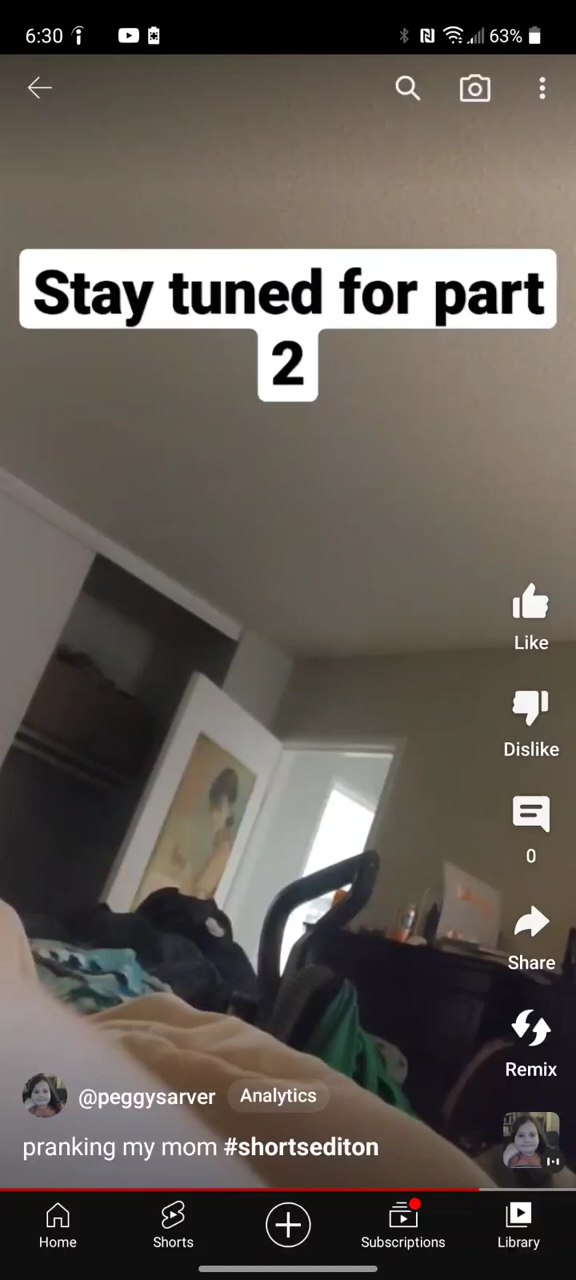 6:30 63%
Stay tuned for part
2
Like
Dislike
0
Share
Remix
@peggysarver Analytics
pranking my mom #shortsediton
Home Shorts Subscriptions Library